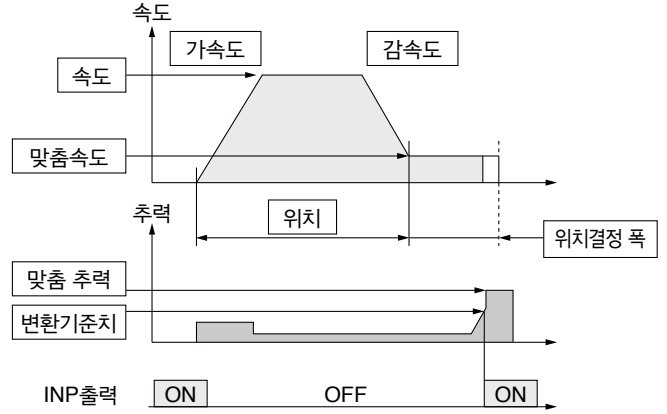 속도
가속도
감속도
속도
맞춤속도
추력
위치
위치결정 폭
맞춤 추력
변환기준치
INP출력 ON OFF ON